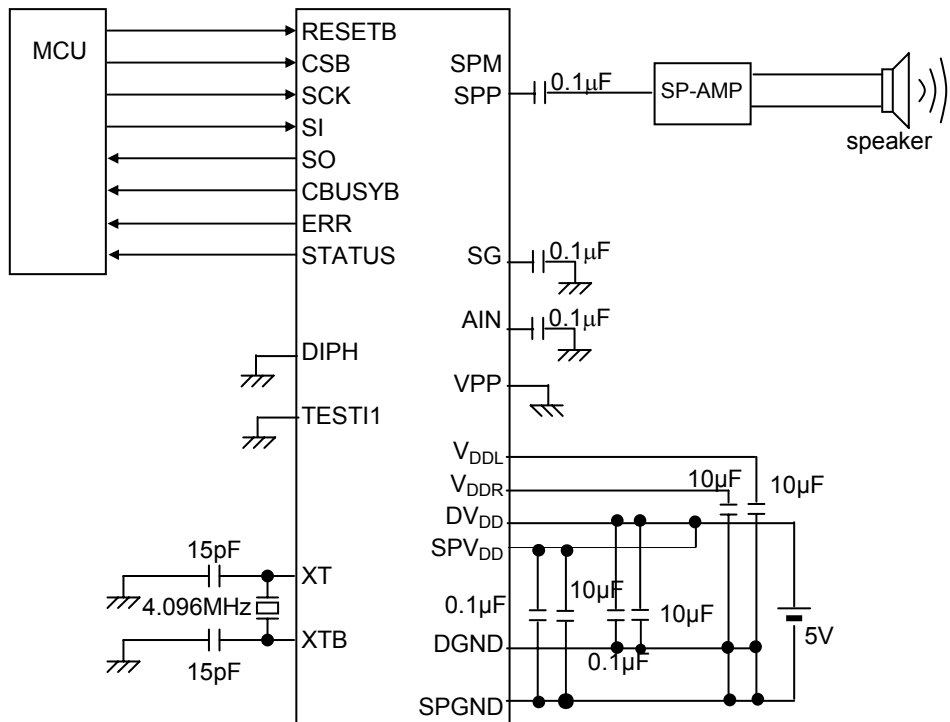 MCU
RESETB
CSB
SCK
SI
SO
CBUSYB
ERR
STATUS
DIPH
TESTI1
15pF
XT
4.096MHz
XTB
15pF
SPM
SPP
0.1μF
SP-AMP
speaker
SG
0.1μF
AIN
0.1μF
VPP
VDDL
VDDR
10µF
10µF
DVDD
SPVDD
0.1µF
10µF
10µF
0.1µF
DGND
5V
SPGND